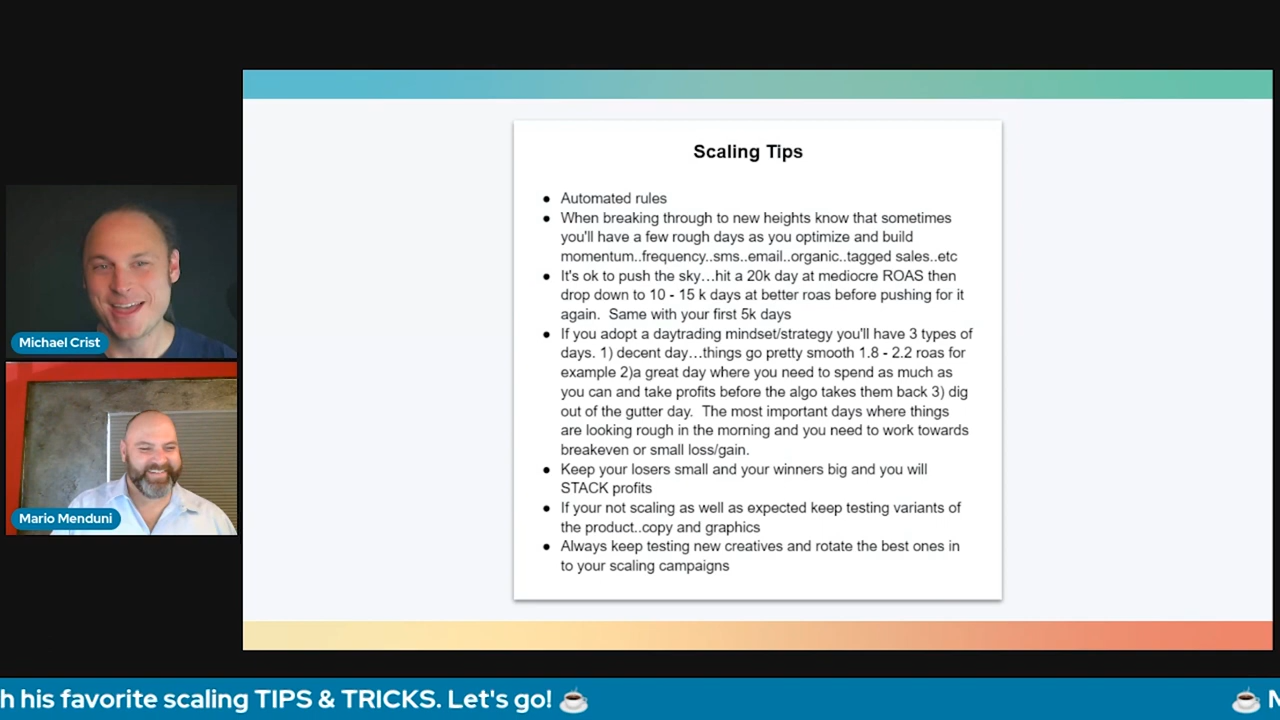 Scaling Tips
● Automated rules
● When breaking through to new heights know that sometimes
you'll have a few rough days as you optimize and build
momentum..frequency..sms..email..organic..tagged sales..etc
● It's ok to push the sky…hit a 20k day at mediocre ROAS then
drop down to 10 - 15 k days at better roas before pushing for it
again.  Same with your first 5k days
● If you adopt a daytrading mindset/strategy you'll have 3 types of
days. 1) decent day…things go pretty smooth 1.8 - 2.2 roas for
example 2)a great day where you need to spend as much as
you can and take profits before the algo takes them back 3) dig
out of the gutter day.  The most important days where things
are looking rough in the morning and you need to work towards
breakeven or small loss/gain.
● Keep your losers small and your winners big and you will
STACK profits
● If your not scaling as well as expected keep testing variants of
the product..copy and graphics
● Always keep testing new creatives and rotate the best ones in
to your scaling campaigns
Michael Crist
Mario Menduni
h his favorite scaling TIPS & TRICKS. Let's go! ☕ ☕ M